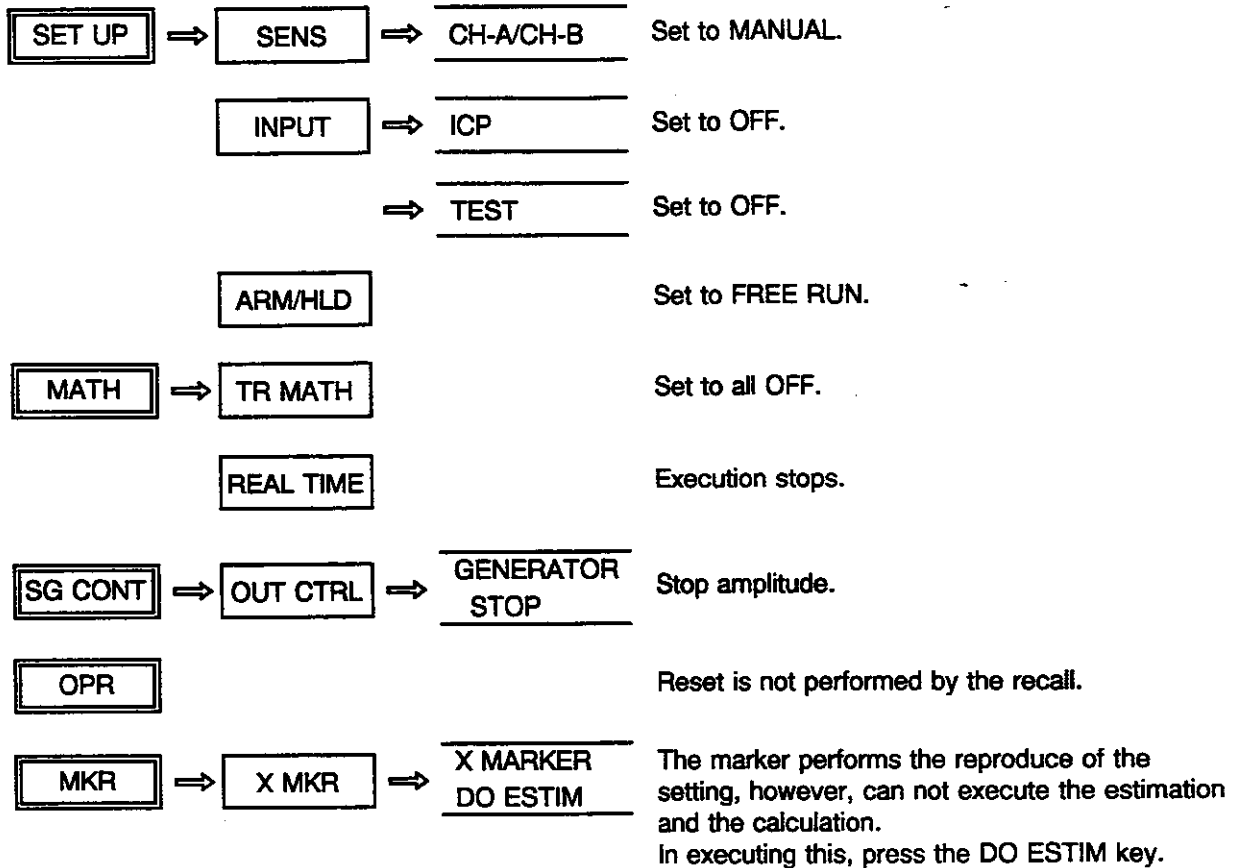 SET UP ⇒ SENS ⇒ CH-A/CH-B Set to MANUAL.
INPUT ⇒ ICP Set to OFF.
⇒ TEST Set to OFF.
ARM/HLD Set to FREE RUN.
MATH ⇒ TR MATH Set to all OFF.
REAL TIME Execution stops.
SG CONT ⇒ OUT CTRL ⇒ GENERATOR
STOP Stop amplitude.
OPR Reset is not performed by the recall.
MKR ⇒ X MKR ⇒ X MARKER
DO ESTIM
The marker performs the reproduce of the
setting, however, can not execute the estimation
and the calculation.
In executing this, press the DO ESTIM key.